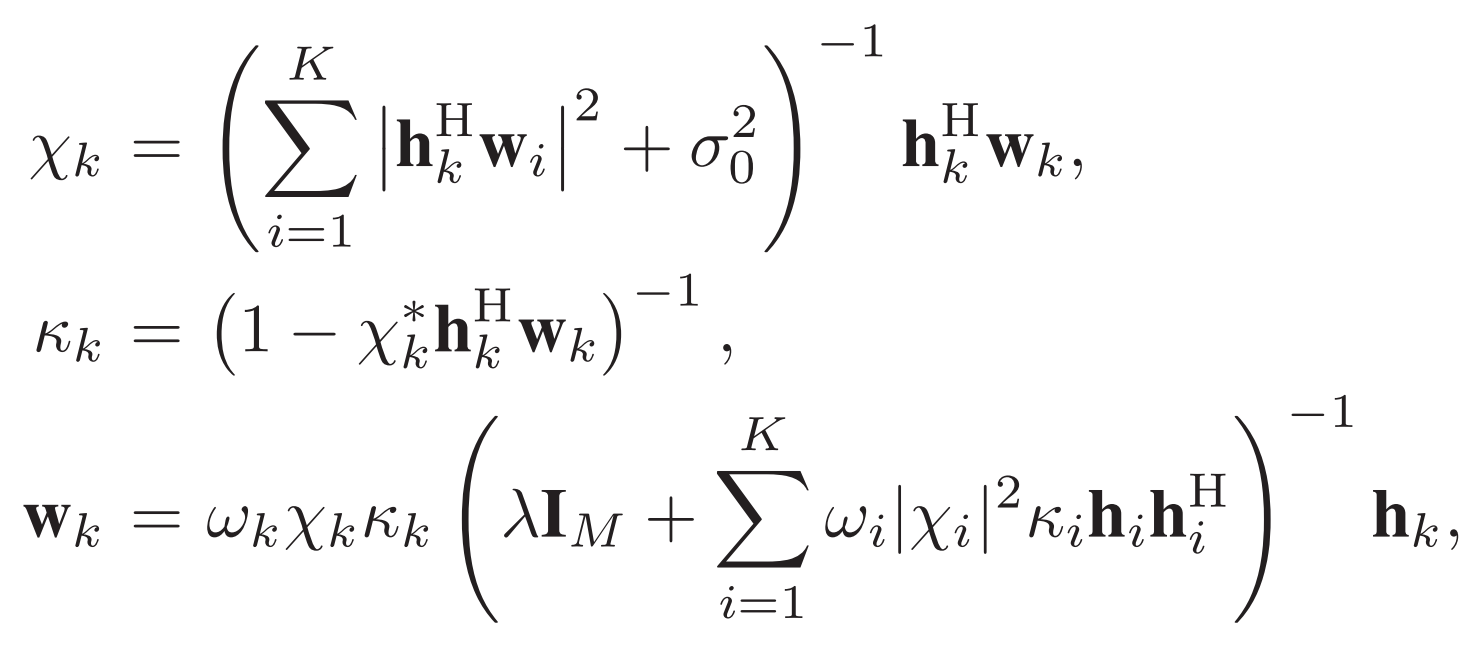 χ_k = ( ∑_{i=1}^{K} |𝐡_k^H 𝐰_i|^2 + σ_0^2 )^{−1} 𝐡_k^H 𝐰_k,
κ_k = (1 − χ_k^* 𝐡_k^H 𝐰_k)^{−1} ,
𝐰_k = ω_k χ_k κ_k ( λ𝐈_M + ∑_{i=1}^{K} ω_i |χ_i|^2 κ_i 𝐡_i 𝐡_i^H )^{−1} 𝐡_k,